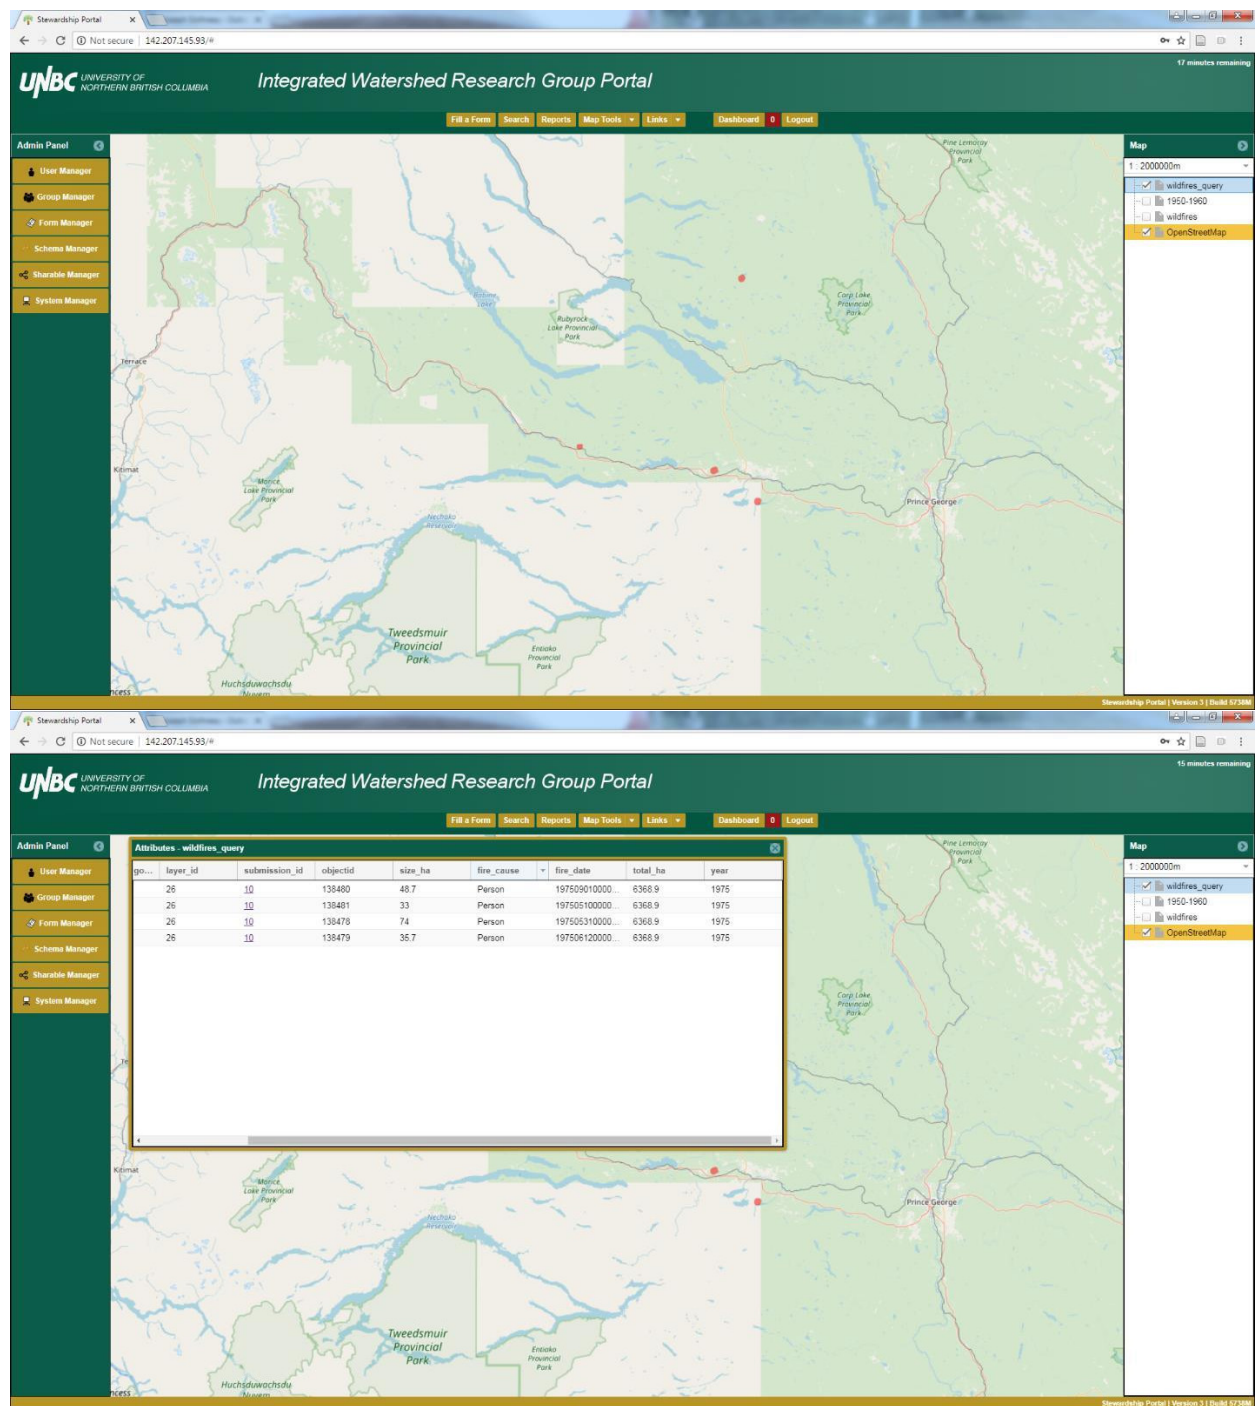 Stewardship Portal
Not secure | 142.207.145.93/#
17 minutes remaining
UNBC UNIVERSITY OF NORTHERN BRITISH COLUMBIA
Integrated Watershed Research Group Portal
Fill a Form Search Reports Map Tools Links Dashboard 0 Logout
Admin Panel
User Manager
Group Manager
Form Manager
Schema Manager
Sharable Manager
System Manager
Pine Lemoray Provincial Park
Babine Lake
Rubyrock Lake Provincial Park
Carp Lake Provincial Park
Terrace
Kitimat
Morice Lake Provincial Park
Nechako Reservoir
Prince George
Tweedsmuir Provincial Park
Entiako Provincial Park
Huchsduwachsdu Nuyem
ncess
Map
1 : 2000000m
wildfires_query
1950-1960
wildfires
OpenStreetMap
Stewardship Portal | Version 3 | Build 5738M
Stewardship Portal
Not secure | 142.207.145.93/#
15 minutes remaining
UNBC UNIVERSITY OF NORTHERN BRITISH COLUMBIA
Integrated Watershed Research Group Portal
Fill a Form Search Reports Map Tools Links Dashboard 0 Logout
Admin Panel
User Manager
Group Manager
Form Manager
Schema Manager
Sharable Manager
System Manager
Attributes - wildfires_query
go... layer_id submission_id objectid size_ha fire_cause fire_date total_ha year
26 10 138480 48.7 Person 197509010000... 6368.9 1975
26 10 138481 33 Person 197505100000... 6368.9 1975
26 10 138478 74 Person 197505310000... 6368.9 1975
26 10 138479 35.7 Person 197506120000... 6368.9 1975
Pine Lemoray Provincial Park
Carp Lake Provincial Park
Te
Kitimat
Morice Lake Provincial Park
Nechako Reservoir
Prince George
Tweedsmuir Provincial Park
Entiako Provincial Park
Huchsduwachsdu Nuyem
ncess
Map
1 : 2000000m
wildfires_query
1950-1960
wildfires
OpenStreetMap
Stewardship Portal | Version 3 | Build 5738M